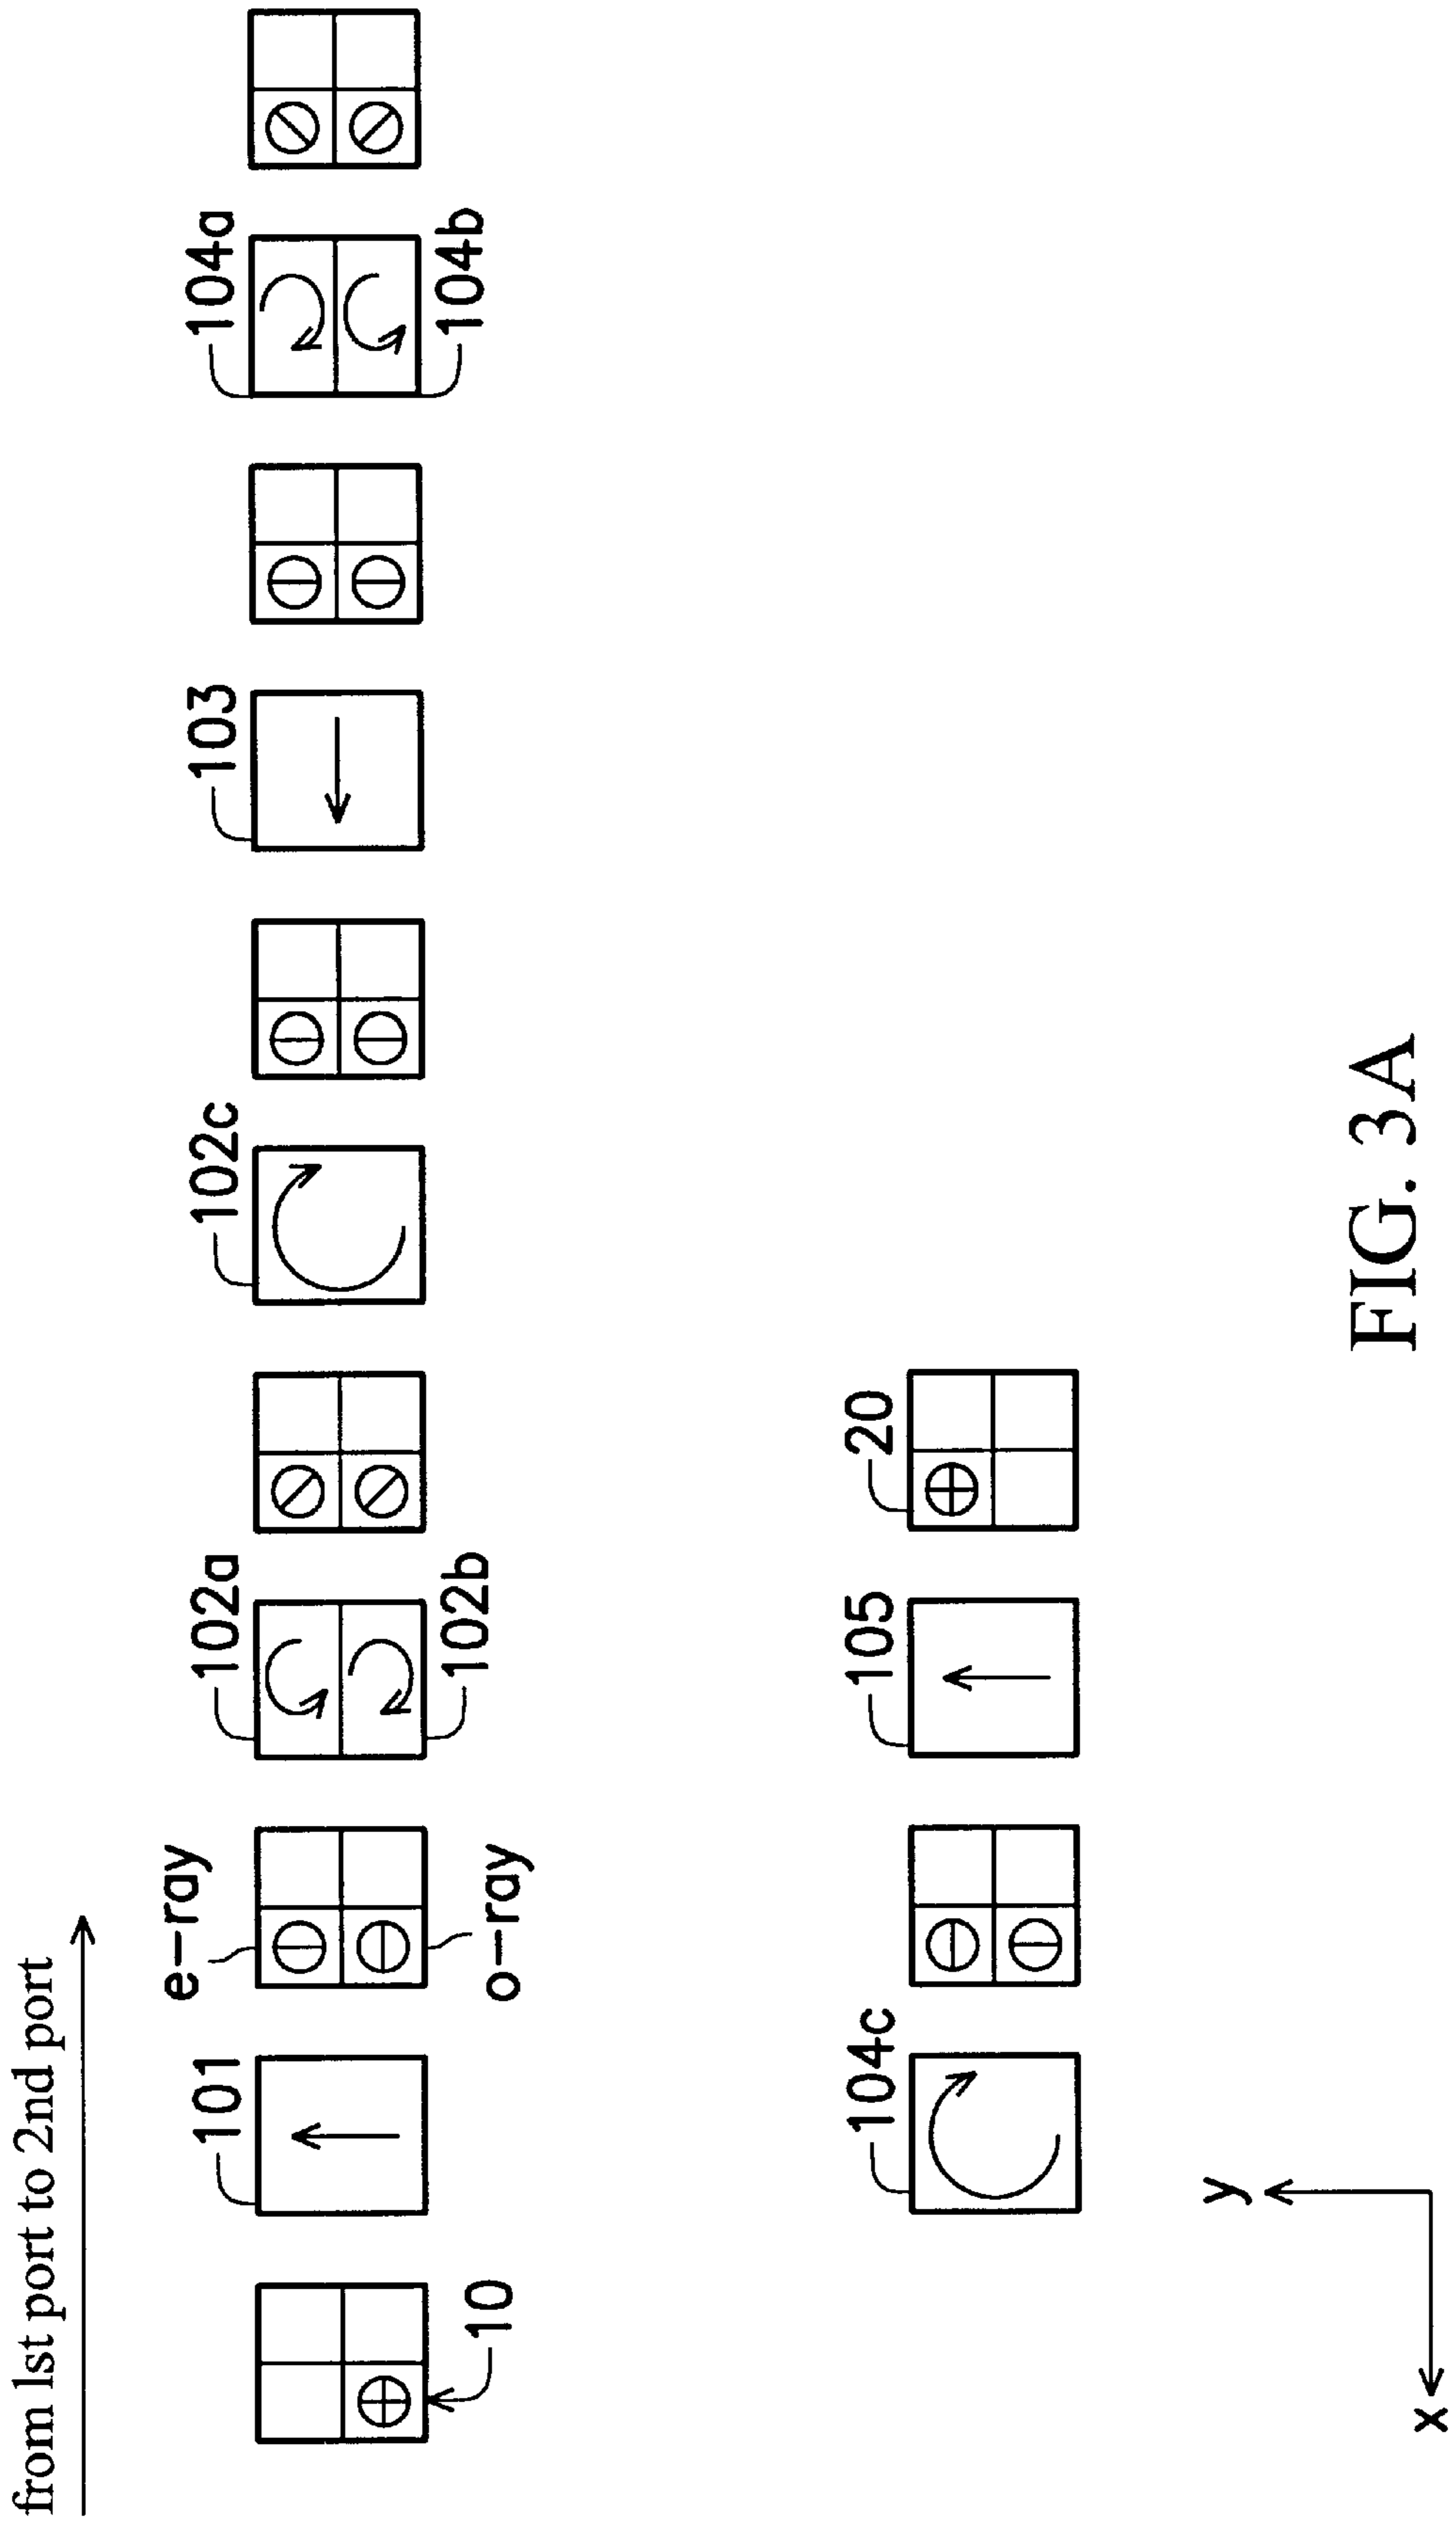 from 1st port to 2nd port
10
101
e-ray
o-ray
102a
102b
102c
103
104a
104b
104c
105
20
y
x
FIG. 3A